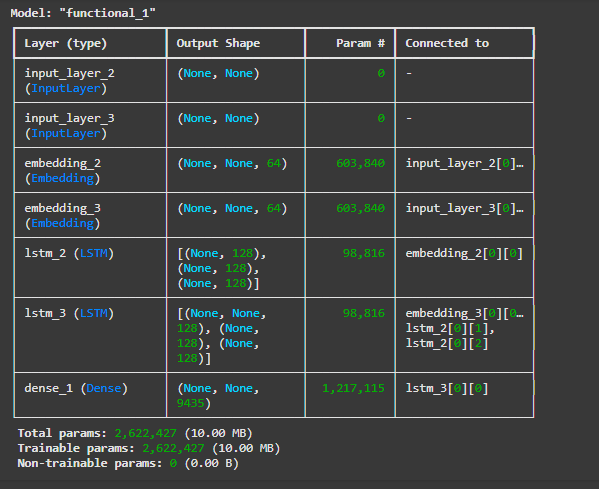 Model: "functional_1"
Layer (type) Output Shape Param # Connected to
input_layer_2 (None, None) 0 -
(InputLayer)
input_layer_3 (None, None) 0 -
(InputLayer)
embedding_2 (None, None, 64) 603,840 input_layer_2[0]…
(Embedding)
embedding_3 (None, None, 64) 603,840 input_layer_3[0]…
(Embedding)
lstm_2 (LSTM) [(None, 128), 98,816 embedding_2[0][0]
(None, 128),
(None, 128)]
lstm_3 (LSTM) [(None, None, 98,816 embedding_3[0][0…
128), (None, lstm_2[0][1],
128), (None, lstm_2[0][2]
128)]
dense_1 (Dense) (None, None, 1,217,115 lstm_3[0][0]
9435)
Total params: 2,622,427 (10.00 MB)
Trainable params: 2,622,427 (10.00 MB)
Non-trainable params: 0 (0.00 B)